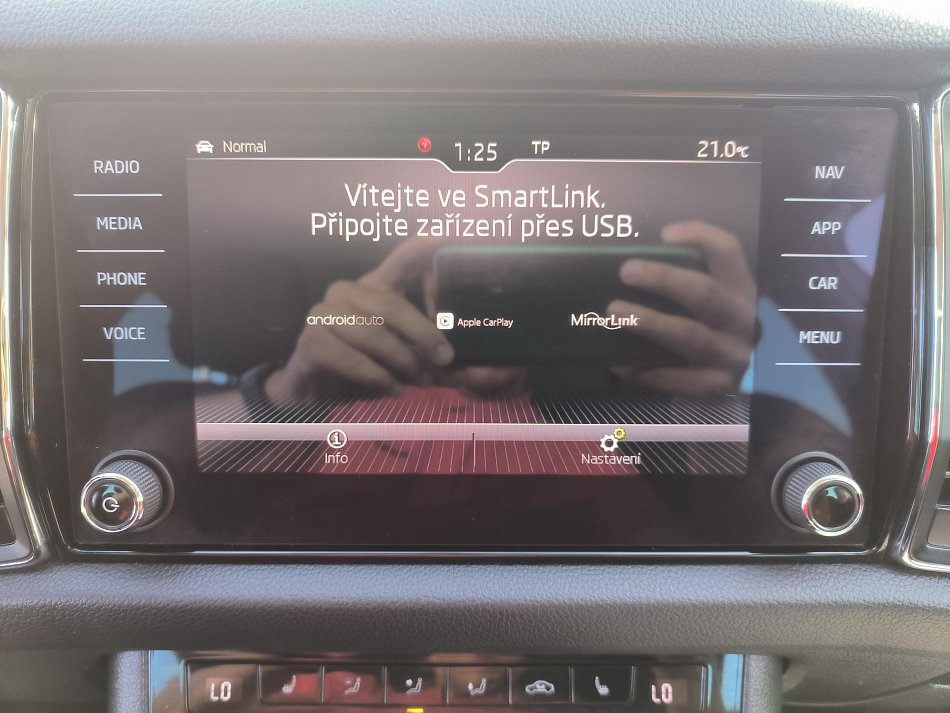 Normal
1:25
TP
21.0°C
RADIO
MEDIA
PHONE
VOICE
Vítejte ve SmartLink.
Připojte zařízení přes USB.
androidauto
Apple CarPlay
MirrorLink
Info
Nastavení
NAV
APP
CAR
MENU
LO
LO